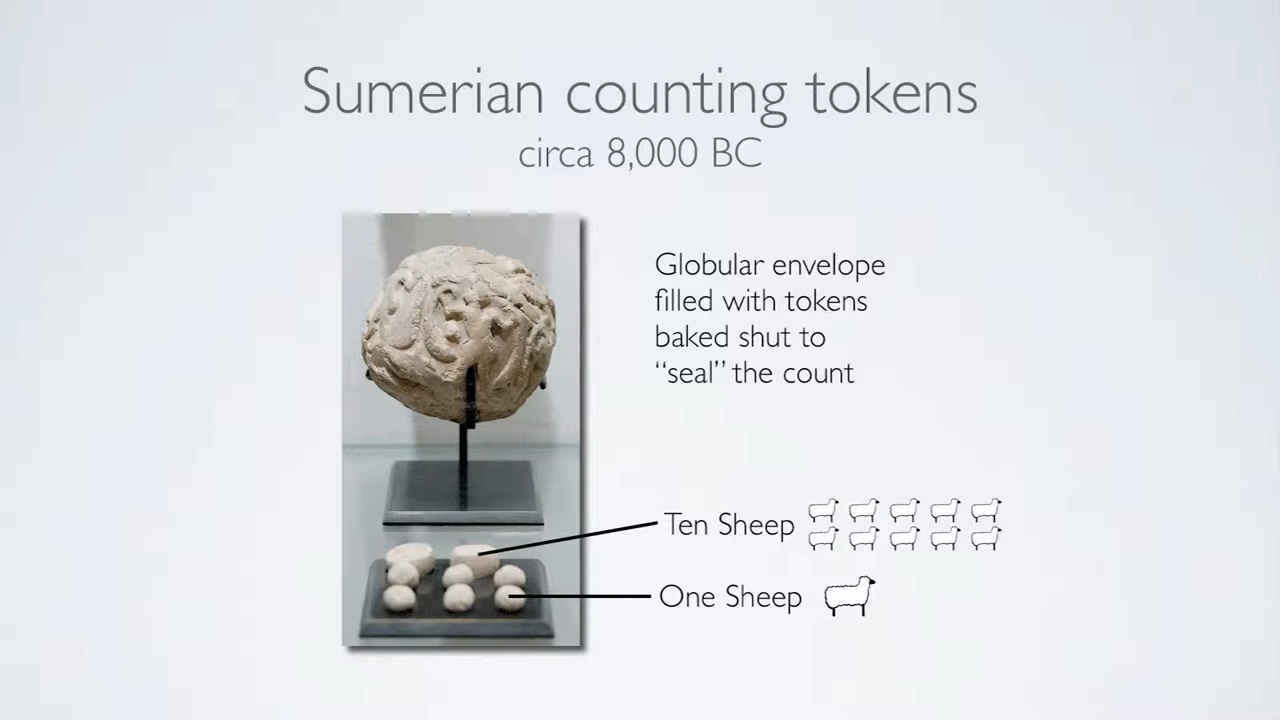 Sumerian counting tokens
circa 8,000 BC
Globular envelope
filled with tokens
baked shut to
“seal” the count
Ten Sheep
One Sheep